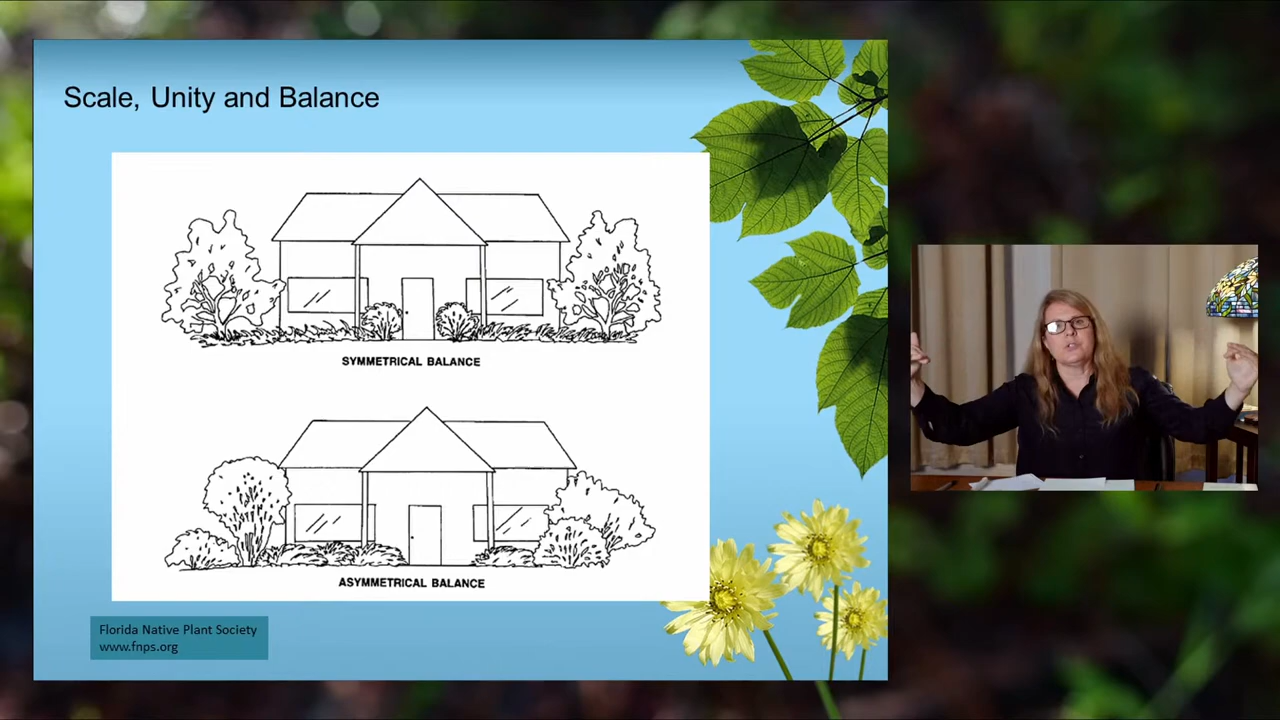 Scale, Unity and Balance
SYMMETRICAL BALANCE
ASYMMETRICAL BALANCE
Florida Native Plant Society
www.fnps.org